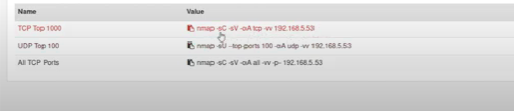 Name Value
TCP Top 1000 nmap -sC -sV -oA tcp -vv 192.168.5.53
UDP Top 100 nmap -sU --top-ports 100 -oA udp -vv 192.168.5.53
All TCP Ports nmap -sC -sV -oA all -vv -p- 192.168.5.53